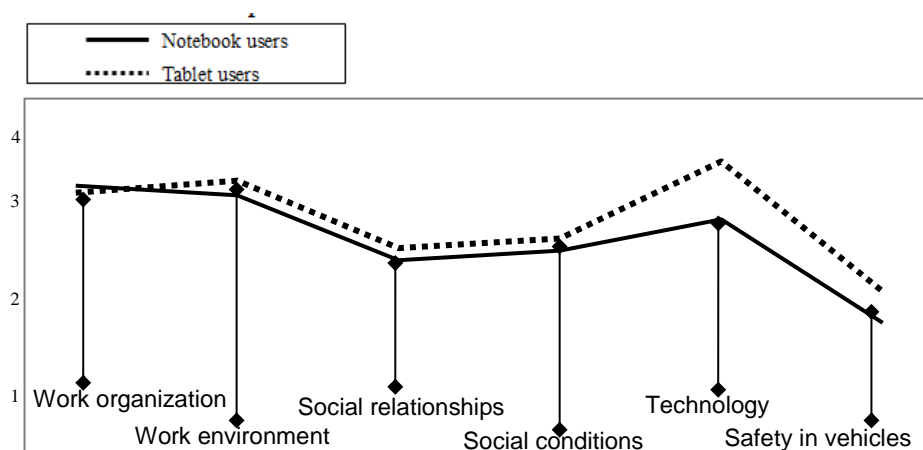 Notebook users
Tablet users
4
3
2
1
Work organization
Work environment
Social relationships
Social conditions
Technology
Safety in vehicles